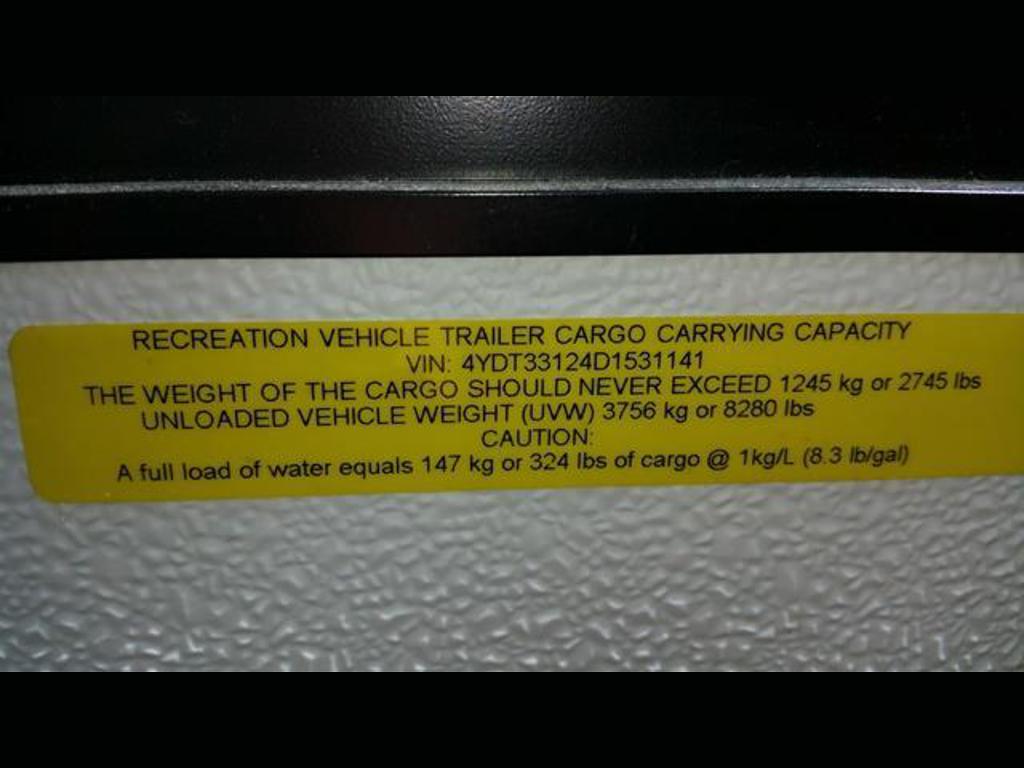 RECREATION VEHICLE TRAILER CARGO CARRYING CAPACITY
VIN: 4YDT33124D1531141
THE WEIGHT OF THE CARGO SHOULD NEVER EXCEED 1245 kg or 2745 lbs
UNLOADED VEHICLE WEIGHT (UVW) 3756 kg or 8280 lbs
CAUTION:
A full load of water equals 147 kg or 324 lbs of cargo @ 1kg/L (8.3 lb/gal)